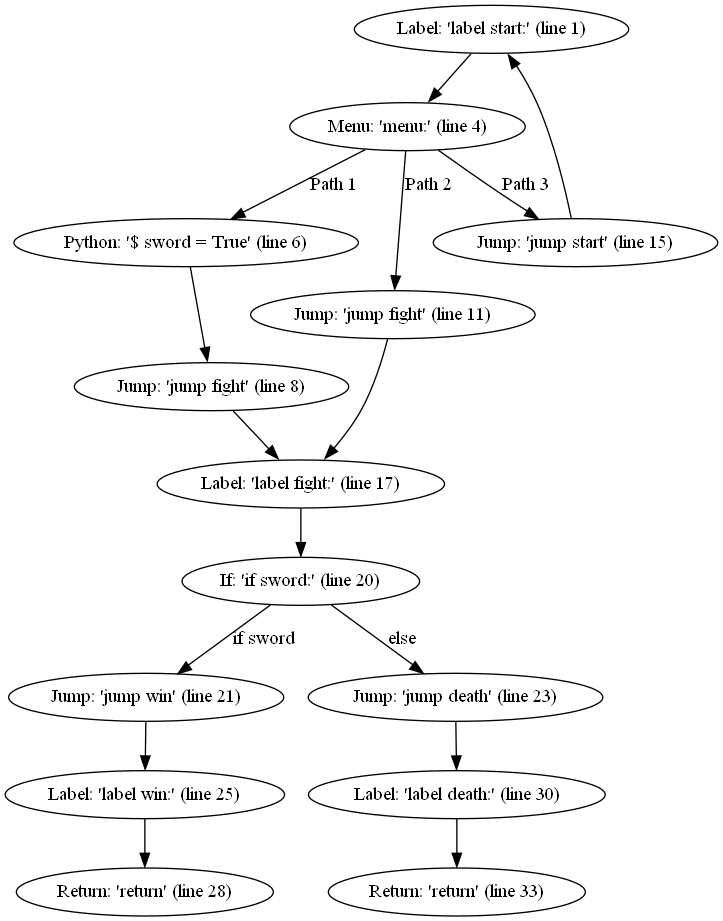 Label: 'label start:' (line 1)
Menu: 'menu:' (line 4)
Path 1
Path 2
Path 3
Python: '$ sword = True' (line 6)
Jump: 'jump start' (line 15)
Jump: 'jump fight' (line 11)
Jump: 'jump fight' (line 8)
Label: 'label fight:' (line 17)
If: 'if sword:' (line 20)
if sword
else
Jump: 'jump win' (line 21)
Jump: 'jump death' (line 23)
Label: 'label win:' (line 25)
Label: 'label death:' (line 30)
Return: 'return' (line 28)
Return: 'return' (line 33)